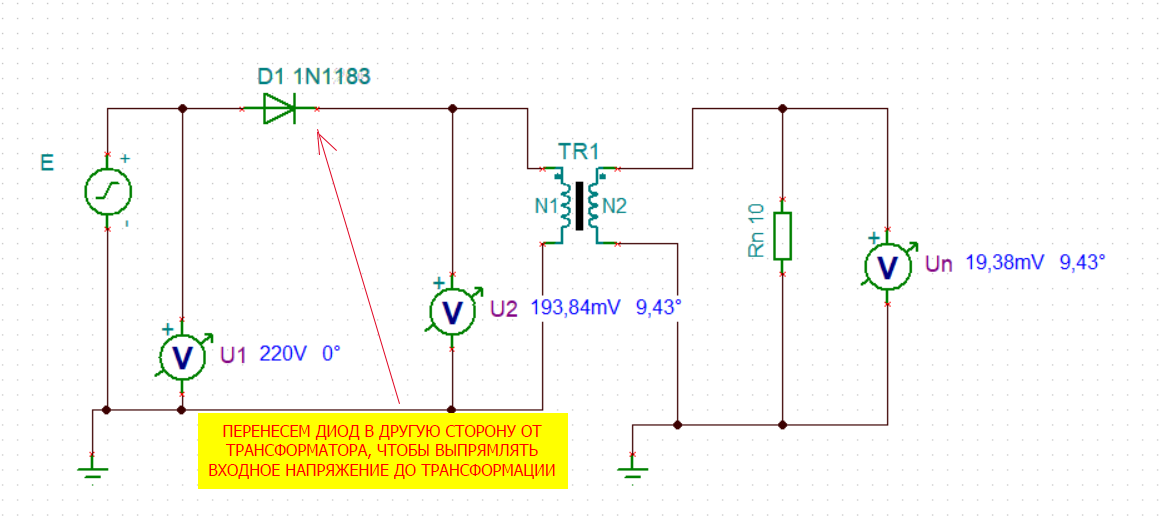 D1 1N1183
E
+
-
TR1
N1 N2
Rn 10
+
V
Un 19,38mV 9,43°
+
V
U2 193,84mV 9,43°
+
V
U1 220V 0°
ПЕРЕНЕСЕМ ДИОД В ДРУГУЮ СТОРОНУ ОТ
ТРАНСФОРМАТОРА, ЧТОБЫ ВЫПРЯМЛЯТЬ
ВХОДНОЕ НАПРЯЖЕНИЕ ДО ТРАНСФОРМАЦИИ